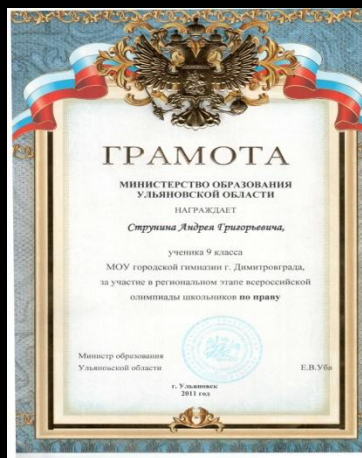 ГРАМОТА
МИНИСТЕРСТВО ОБРАЗОВАНИЯ
УЛЬЯНОВСКОЙ ОБЛАСТИ
НАГРАЖДАЕТ
Струнина Андрея Григорьевича,
ученика 9 класса
МОУ городской гимназии г. Димитровграда,
за участие в региональном этапе всероссийской
олимпиады школьников по праву
Министр образования
Ульяновской области
Е.В.Уба
г. Ульяновск
2011 год